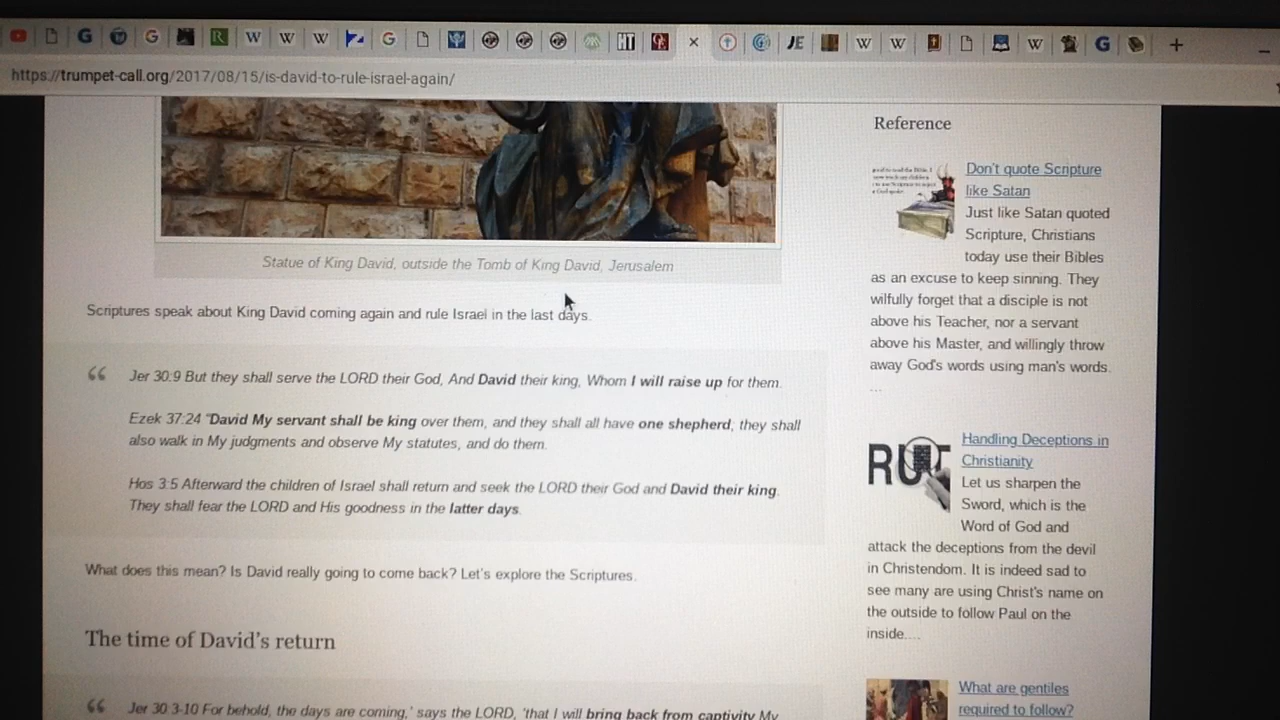 https://trumpet-call.org/2017/08/15/is-david-to-rule-israel-again/
Statue of King David, outside the Tomb of King David, Jerusalem
Scriptures speak about King David coming again and rule Israel in the last days.
Jer 30:9 But they shall serve the LORD their God, And David their king, Whom I will raise up for them.
Ezek 37:24 "David My servant shall be king over them, and they shall all have one shepherd; they shall
also walk in My judgments and observe My statutes, and do them.
Hos 3:5 Afterward the children of Israel shall return and seek the LORD their God and David their king.
They shall fear the LORD and His goodness in the latter days.
What does this mean? Is David really going to come back? Let's explore the Scriptures.
The time of David's return
Jer 30 3-10 For behold, the days are coming,' says the LORD, 'that I will bring back from captivity My
Reference
Don't quote Scripture
like Satan
Just like Satan quoted
Scripture, Christians
today use their Bibles
as an excuse to keep sinning. They
wilfully forget that a disciple is not
above his Teacher, nor a servant
above his Master, and willingly throw
away God's words using man's words.
...
Handling Deceptions in
Christianity
Let us sharpen the
Sword, which is the
Word of God and
attack the deceptions from the devil
in Christendom. It is indeed sad to
see many are using Christ's name on
the outside to follow Paul on the
inside....
What are gentiles
required to follow?